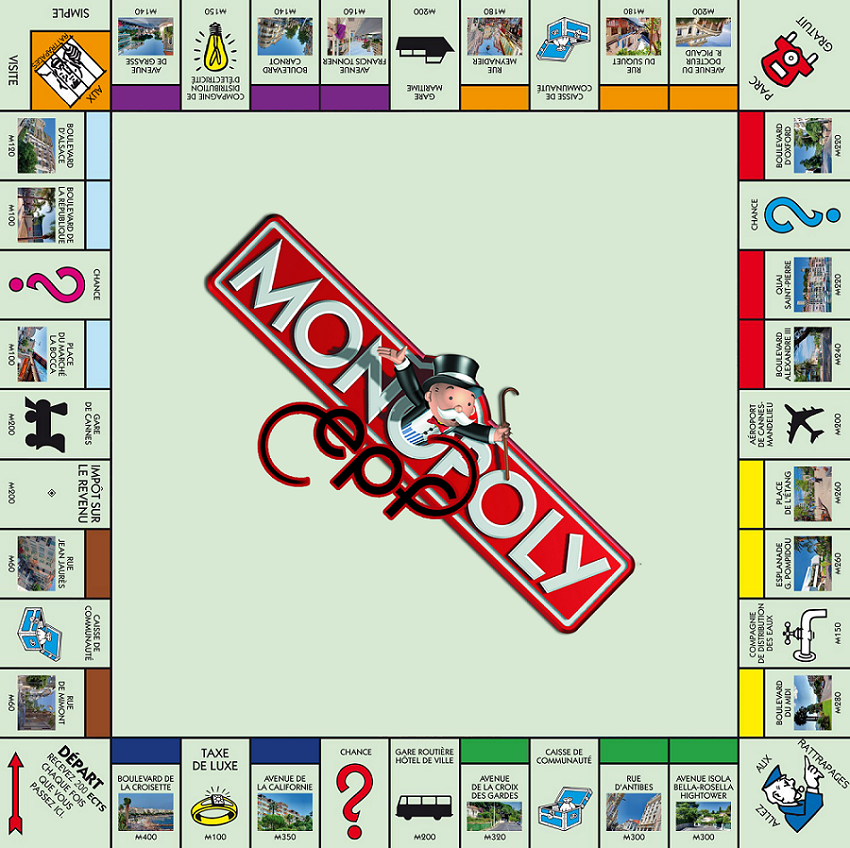 DÉPART
RECEVEZ 200 ECTS
CHAQUE FOIS
QUE VOUS
PASSEZ ICI.
RUE
DE MIMONT
M60
CAISSE DE
COMMUNAUTÉ
RUE
JEAN JAURÈS
M60
IMPÔT SUR
LE REVENU
M200
GARE
DE CANNES
M200
PLACE
DU MARCHÉ
LA BOCCA
M100
CHANCE
BOULEVARD DE
LA RÉPUBLIQUE
M100
BOULEVARD
D'ALSACE
M120
AUX
RATTRAPAGES
SIMPLE
VISITE
AVENUE
DE GRASSE
M140
COMPAGNIE
DE DISTRIBUTION
D'ÉLECTRICITÉ
M150
BOULEVARD
CARNOT
M140
AVENUE
FRANCIS TONNER
M160
GARE
MARITIME
M200
RUE
MEYNADIER
M180
CAISSE DE
COMMUNAUTÉ
RUE
DU SUQUET
M180
AVENUE DU
DOCTEUR
R. PICAUD
M200
PARC
GRATUIT
BOULEVARD
D'OXFORD
M220
CHANCE
QUAI
SAINT-PIERRE
M220
BOULEVARD
ALEXANDRE III
M240
AÉROPORT
DE CANNES-
MANDELIEU
M200
PLACE
DE L'ÉTANG
M260
ESPLANADE
G. POMPIDOU
M260
COMPAGNIE
DE DISTRIBUTION
DES EAUX
M150
BOULEVARD
DU MIDI
M280
ALLEZ
AUX
RATTRAPAGES
AVENUE ISOLA
BELLA-ROSELLA
HIGHTOWER
M300
RUE
D'ANTIBES
M300
CAISSE DE
COMMUNAUTÉ
AVENUE
DE LA CROIX
DES GARDES
M320
GARE ROUTIÈRE
HÔTEL DE VILLE
M200
CHANCE
AVENUE DE
LA CALIFORNIE
M350
TAXE
DE LUXE
M100
BOULEVARD DE
LA CROISETTE
M400
MONOPOLY
cepf